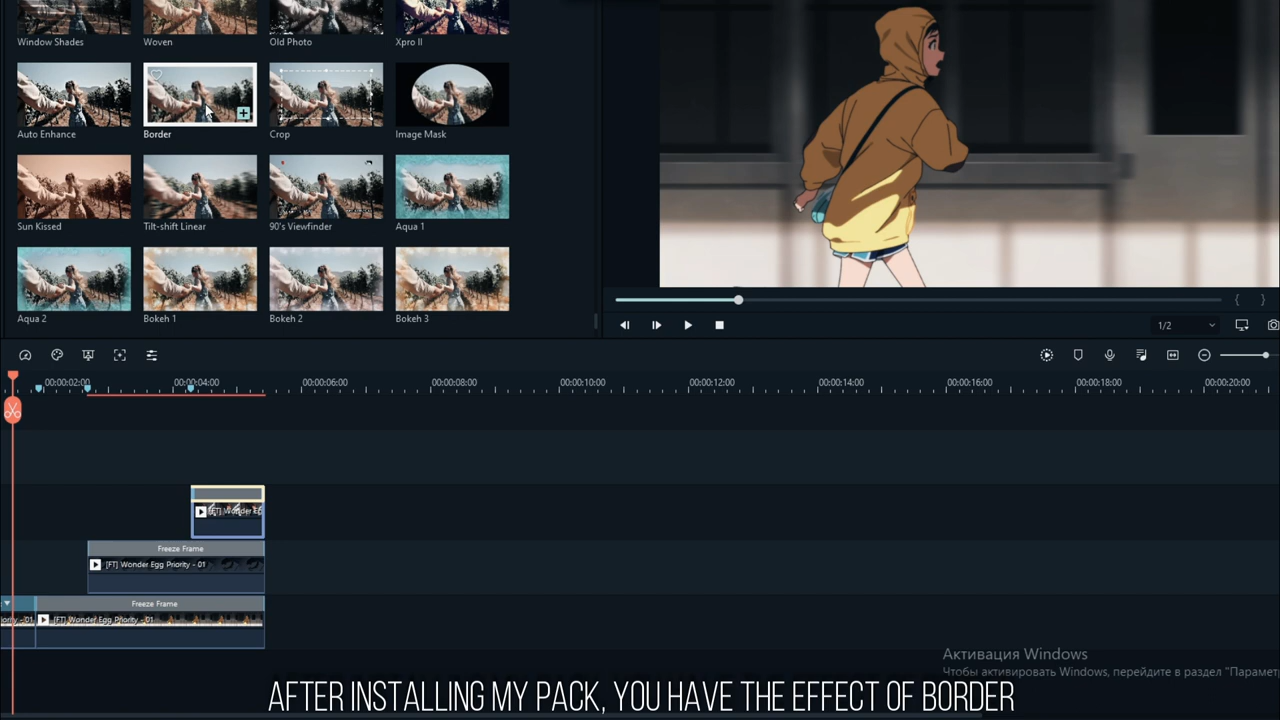 Window Shades
Woven
Old Photo
Xpro II
Auto Enhance
Border
Crop
Image Mask
Sun Kissed
Tilt-shift Linear
90's Viewfinder
Aqua 1
Aqua 2
Bokeh 1
Bokeh 2
Bokeh 3
1/2
00:00:02:00
00:00:04:00
00:00:06:00
00:00:08:00
00:00:10:00
00:00:12:00
00:00:14:00
00:00:16:00
00:00:18:00
00:00:20:00
[FT] Wonder Eg
Freeze Frame
[FT] Wonder Egg Priority - 01
Freeze Frame
iority - 01
[FT] Wonder Egg Priority - 01
Активация Windows
Чтобы активировать Windows, перейдите в раздел "Парамет
AFTER INSTALLING MY PACK, YOU HAVE THE EFFECT OF BORDER